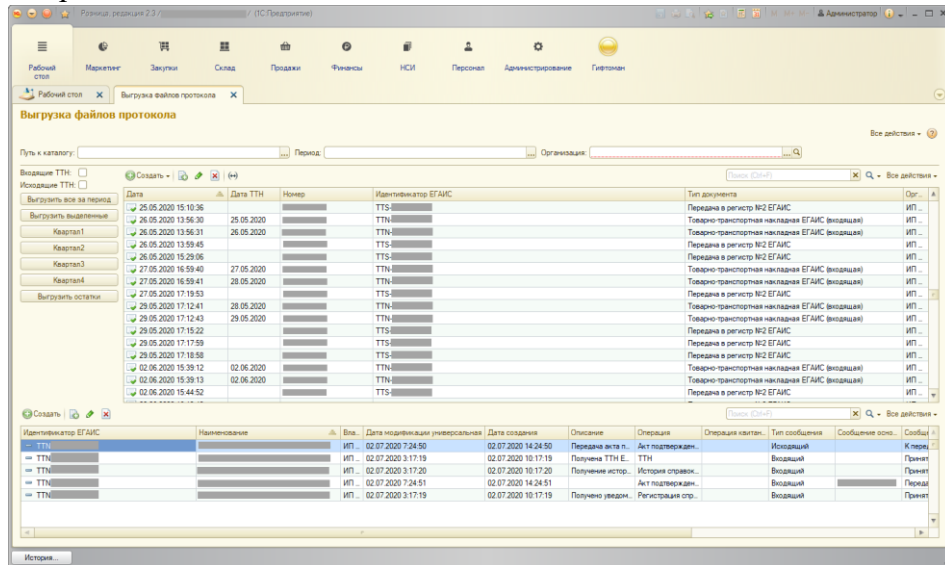 Розница, редакция 2.3 / / (1С:Предприятие) M M+ M- Администратор
Рабочий стол Маркетинг Закупки Склад Продажи Финансы НСИ Персонал Администрирование Гифтоман
Рабочий стол Выгрузка файлов протокола
Выгрузка файлов протокола
Все действия
Путь к каталогу: Период: Организация:
Входящие ТТН:
Исходящие ТТН:
Создать Поиск (Ctrl+F) Все действия
Выгрузить все за период
Выгрузить выделенные
Квартал1
Квартал2
Квартал3
Квартал4
Выгрузить остатки
Дата Дата ТТН Номер Идентификатор ЕГАИС Тип документа Орг...
25.05.2020 15:10:36 TTS- Передача в регистр №2 ЕГАИС ИП ...
26.05.2020 13:56:30 25.05.2020 TTN- Товарно-транспортная накладная ЕГАИС (входящая) ИП ...
26.05.2020 13:56:31 26.05.2020 TTN- Товарно-транспортная накладная ЕГАИС (входящая) ИП ...
26.05.2020 13:59:45 TTS- Передача в регистр №2 ЕГАИС ИП ...
26.05.2020 15:29:06 TTS- Передача в регистр №2 ЕГАИС ИП ...
27.05.2020 16:59:40 27.05.2020 TTN- Товарно-транспортная накладная ЕГАИС (входящая) ИП ...
27.05.2020 16:59:41 28.05.2020 TTN- Товарно-транспортная накладная ЕГАИС (входящая) ИП ...
27.05.2020 17:19:53 TTS- Передача в регистр №2 ЕГАИС ИП ...
29.05.2020 17:12:41 28.05.2020 TTN- Товарно-транспортная накладная ЕГАИС (входящая) ИП ...
29.05.2020 17:12:43 29.05.2020 TTN- Товарно-транспортная накладная ЕГАИС (входящая) ИП ...
29.05.2020 17:15:22 TTS- Передача в регистр №2 ЕГАИС ИП ...
29.05.2020 17:17:59 TTS- Передача в регистр №2 ЕГАИС ИП ...
29.05.2020 17:18:58 TTS- Передача в регистр №2 ЕГАИС ИП ...
02.06.2020 15:39:12 02.06.2020 TTN- Товарно-транспортная накладная ЕГАИС (входящая) ИП ...
02.06.2020 15:39:13 02.06.2020 TTN- Товарно-транспортная накладная ЕГАИС (входящая) ИП ...
02.06.2020 15:44:52 TTS- Передача в регистр №2 ЕГАИС ИП ...
Создать Поиск (Ctrl+F) Все действия
Идентификатор ЕГАИС Наименование Вла... Дата модификации универсальная Дата создания Описание Операция Операция квитан... Тип сообщения Сообщение осно... Сообщ
TTN ИП ... 02.07.2020 7:24:50 02.07.2020 14:24:50 Передача акта п... Акт подтвержден... Исходящий К перед
TTN ИП ... 02.07.2020 3:17:19 02.07.2020 10:17:19 Получена ТТН Е... ТТН Входящий Принят
TTN ИП ... 02.07.2020 3:17:20 02.07.2020 10:17:20 Получение истор... История справок... Входящий Принят
TTN ИП ... 02.07.2020 7:24:51 02.07.2020 14:24:51 Акт подтвержден... Входящий Переда
TTN ИП ... 02.07.2020 3:17:19 02.07.2020 10:17:19 Получено уведом... Регистрация спр... Входящий Принят
История...